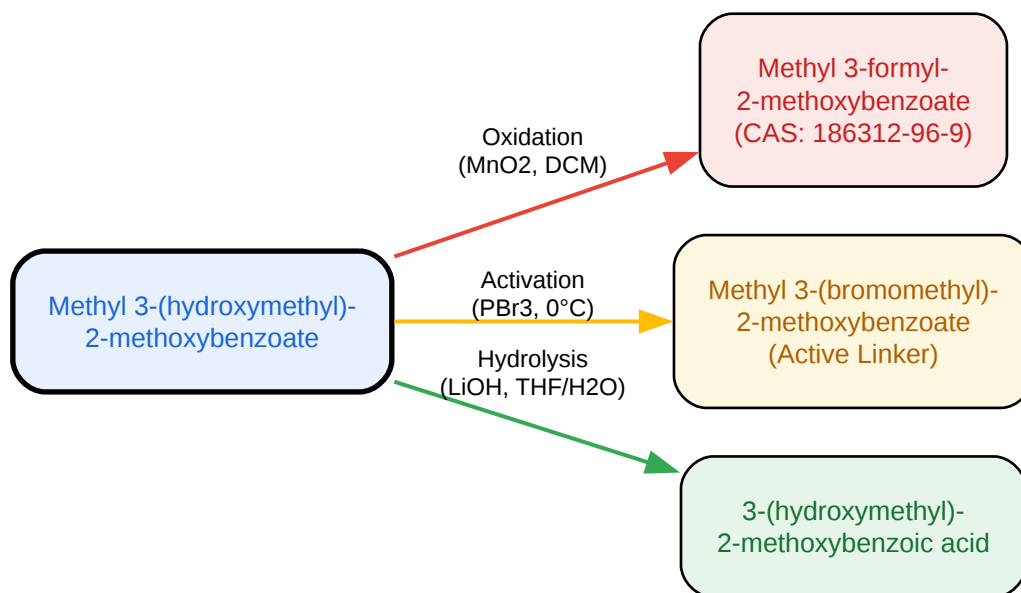 Methyl 3-formyl-
2-methoxybenzoate
(CAS: 186312-96-9)
Oxidation
(MnO2, DCM)
Methyl 3-(hydroxymethyl)-
2-methoxybenzoate
Activation
(PBr3, 0°C)
Methyl 3-(bromomethyl)-
2-methoxybenzoate
(Active Linker)
Hydrolysis
(LiOH, THF/H2O)
3-(hydroxymethyl)-
2-methoxybenzoic acid